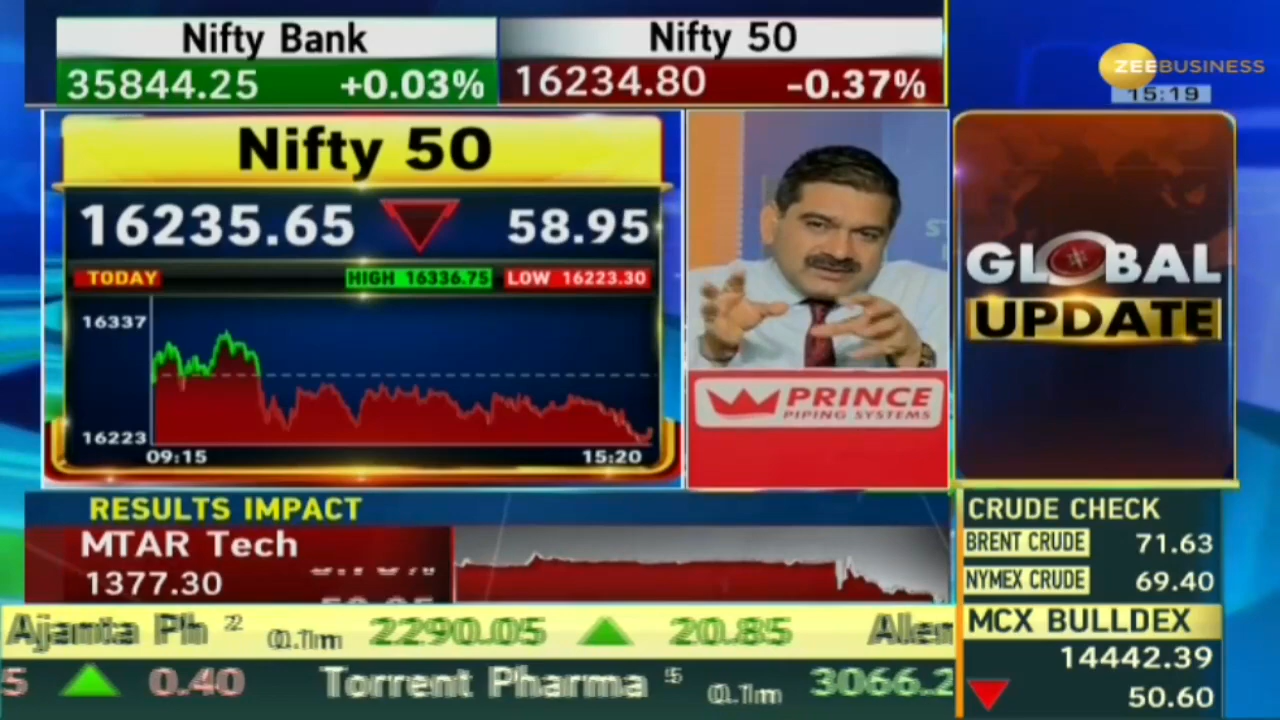 Nifty Bank
35844.25 +0.03%
Nifty 50
16234.80 -0.37%
ZEEBUSINESS
15:19
Nifty 50
16235.65 58.95
TODAY HIGH 16336.75 LOW 16223.30
16337
16223
09:15 15:20
PRINCE
PIPING SYSTEMS
GLOBAL
UPDATE
RESULTS IMPACT
MTAR Tech
1377.30
CRUDE CHECK
BRENT CRUDE 71.63
NYMEX CRUDE 69.40
MCX BULLDEX
14442.39
50.60
Ajanta Ph 0.1m 2290.05 20.85
5 0.40 Torrent Pharma 0.1m 3066.2